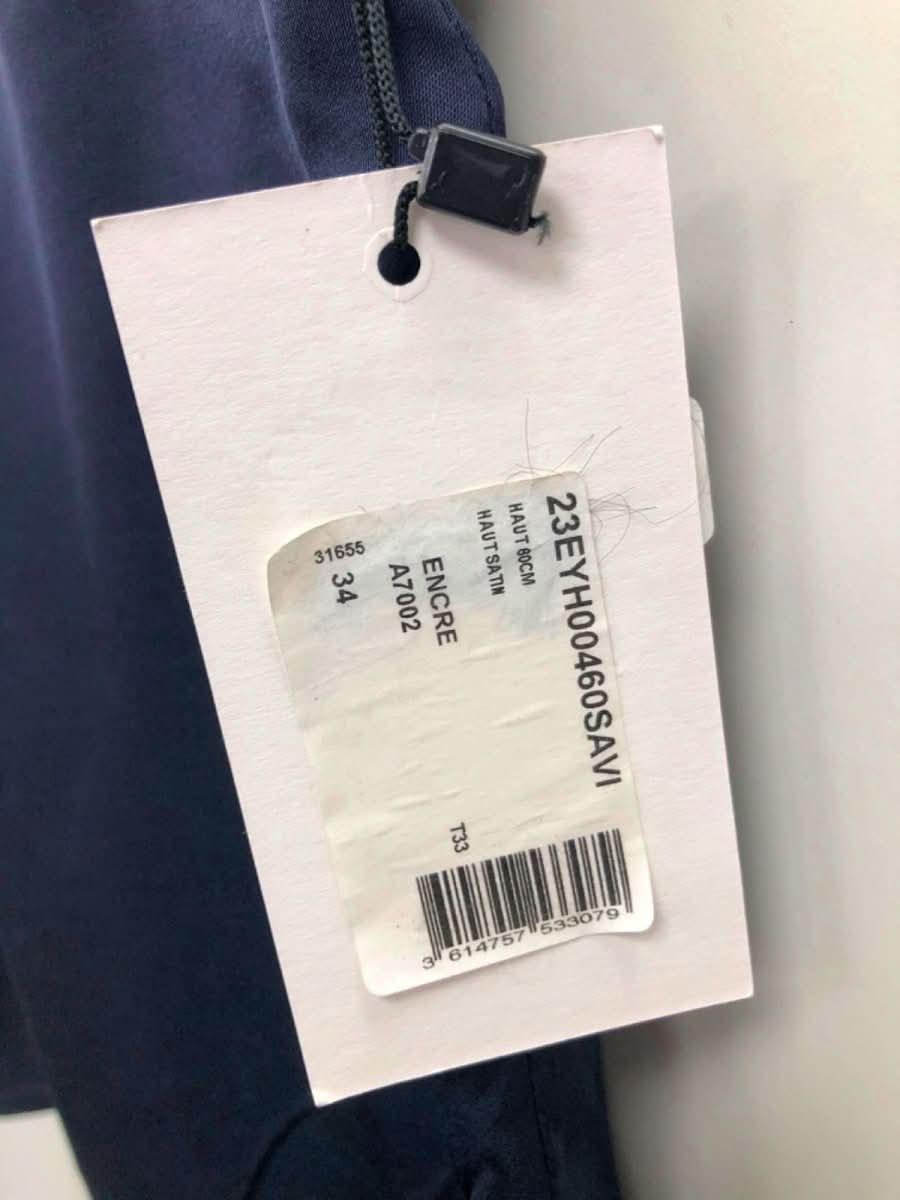 23EYH00460SAVI
HAUT 60CM
HAUT SATIN
ENCRE
A7002
31655
34
T33
3 614757 533079